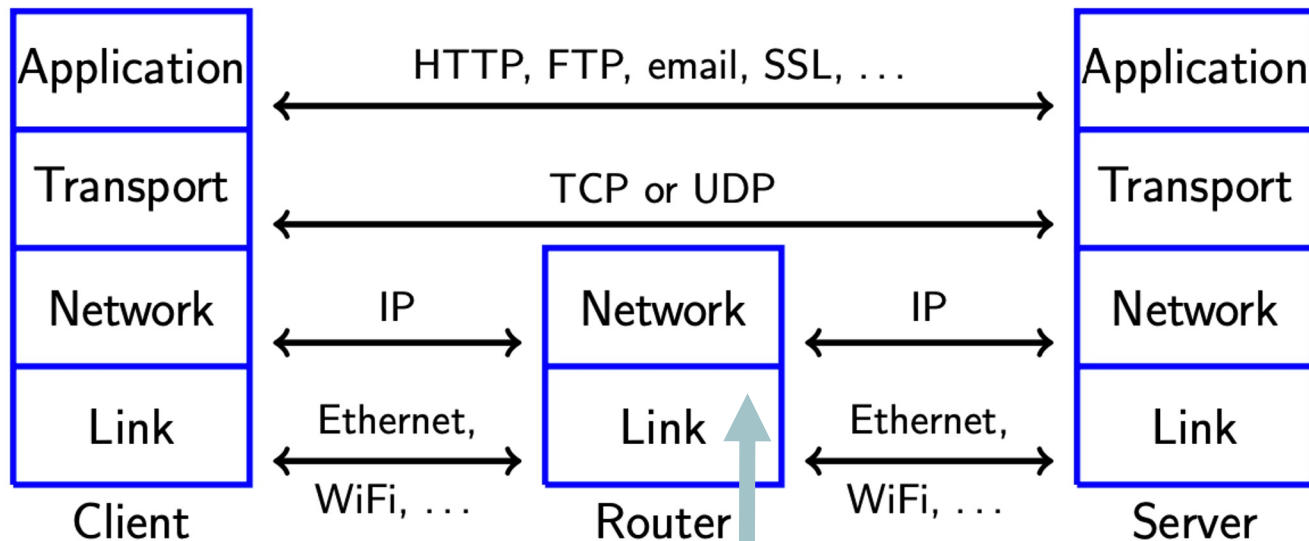 Application
HTTP, FTP, email, SSL, . . .
Application
Transport
TCP or UDP
Transport
Network
IP
Network
IP
Network
Link
Ethernet,
WiFi, . . .
Link
Ethernet,
WiFi, . . .
Link
Client
Router
Server